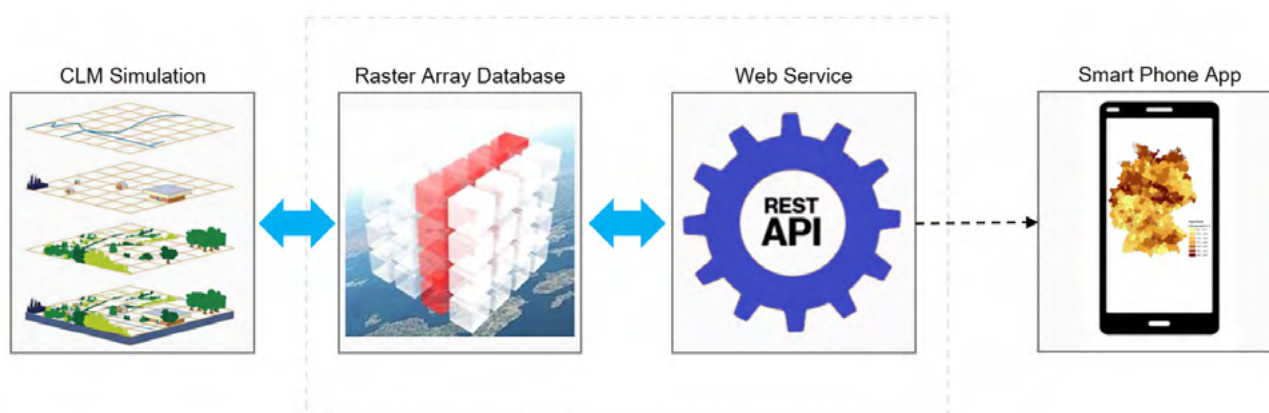 CLM Simulation
Raster Array Database
Web Service
Smart Phone App
REST
API